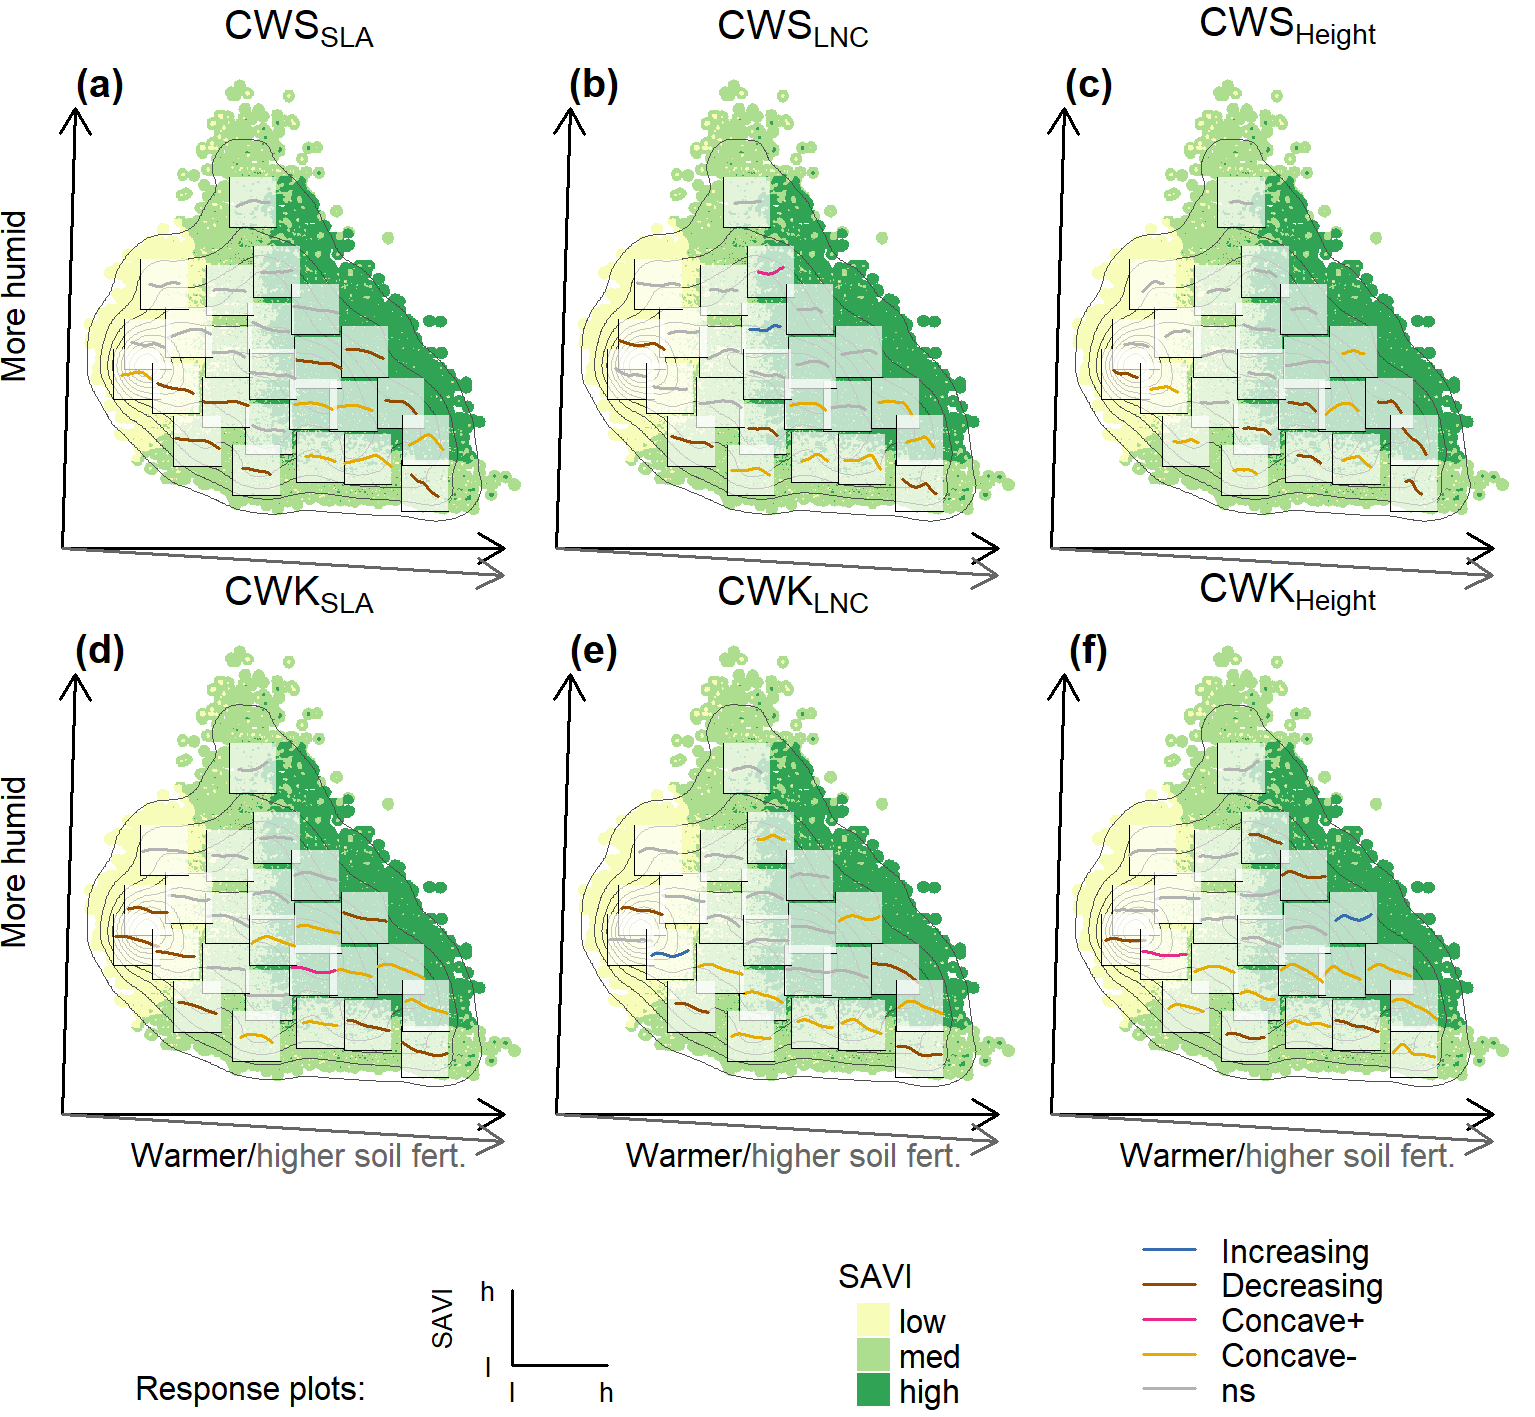 CWSSLA
CWSLNC
CWSHeight
(a)
(b)
(c)
More humid
CWKSLA
CWKLNC
CWKHeight
(d)
(e)
(f)
More humid
Warmer/higher soil fert.
Warmer/higher soil fert.
Warmer/higher soil fert.
Response plots:
SAVI
h
l
l
h
SAVI
low
med
high
Increasing
Decreasing
Concave+
Concave-
ns